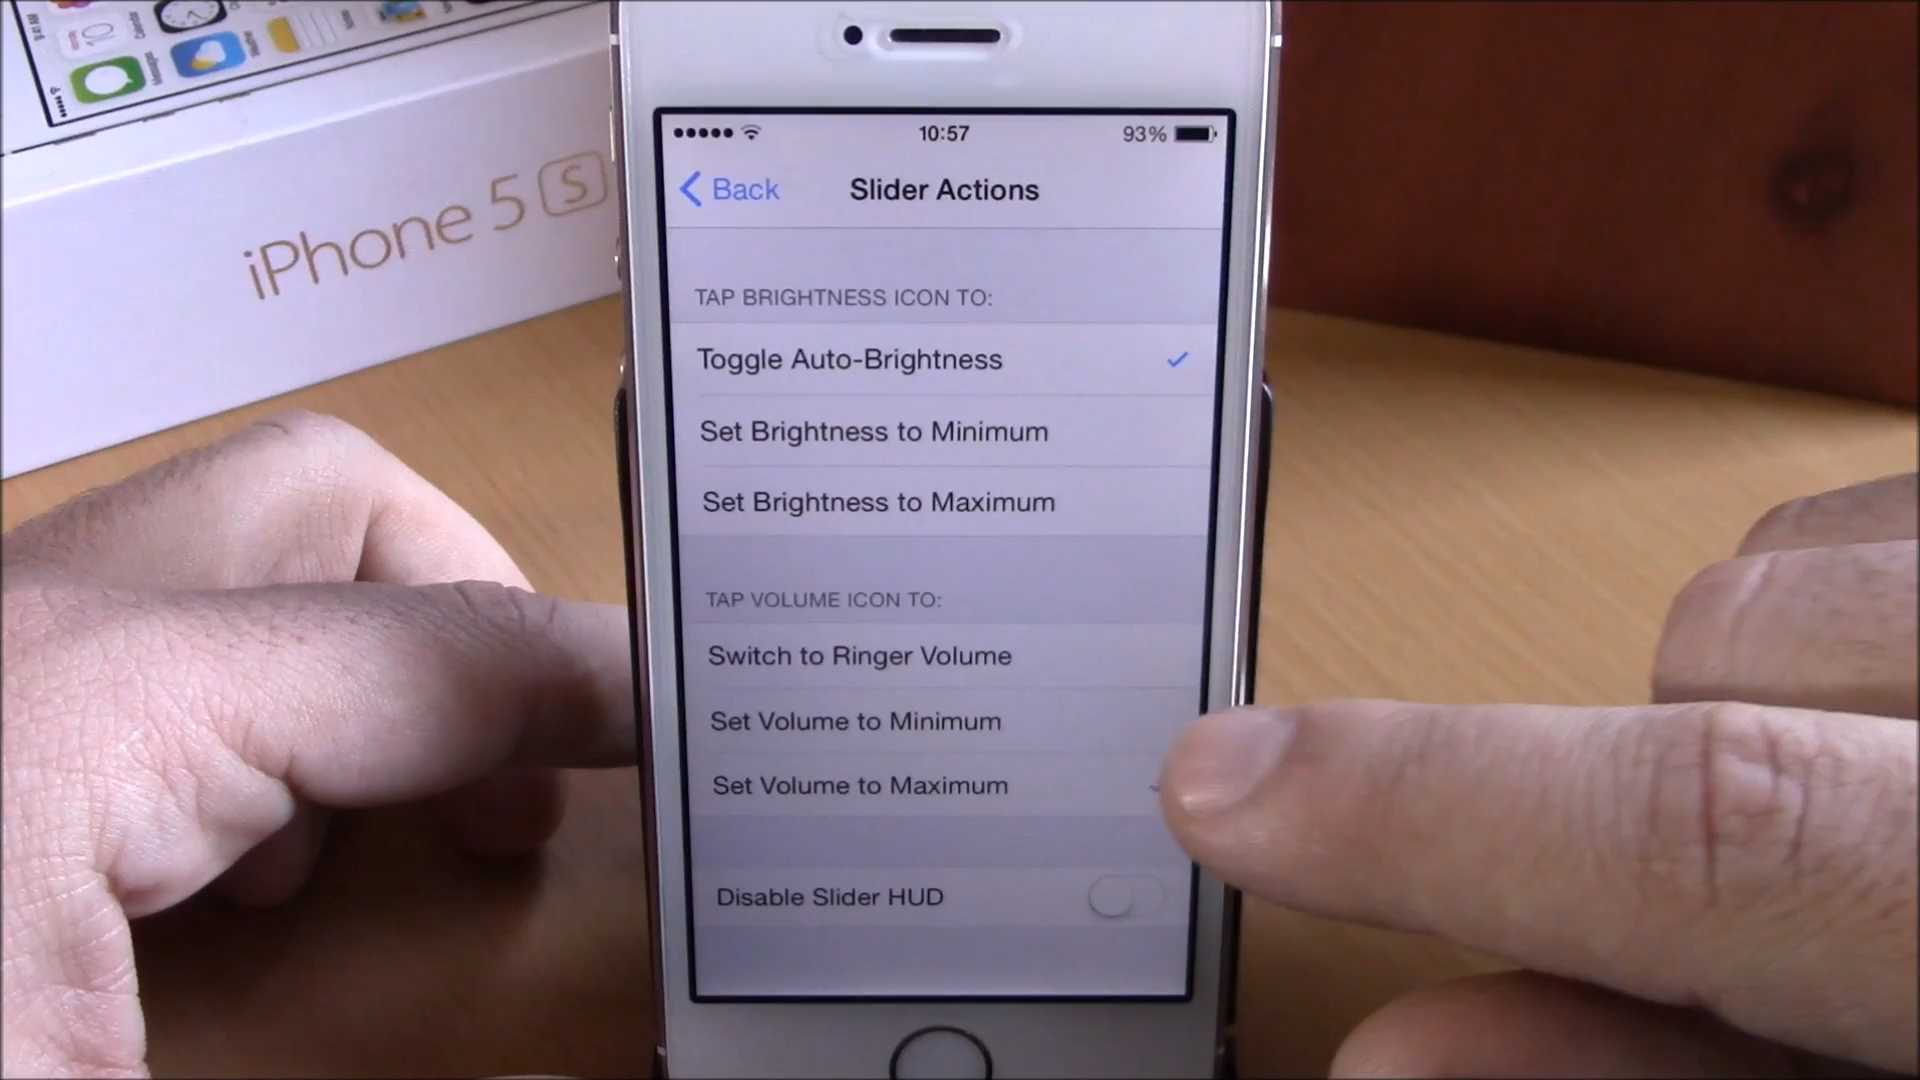 Messages
iPhone 5 S
10:57
93%
Back
Slider Actions
TAP BRIGHTNESS ICON TO:
Toggle Auto-Brightness
Set Brightness to Minimum
Set Brightness to Maximum
TAP VOLUME ICON TO:
Switch to Ringer Volume
Set Volume to Minimum
Set Volume to Maximum
Disable Slider HUD